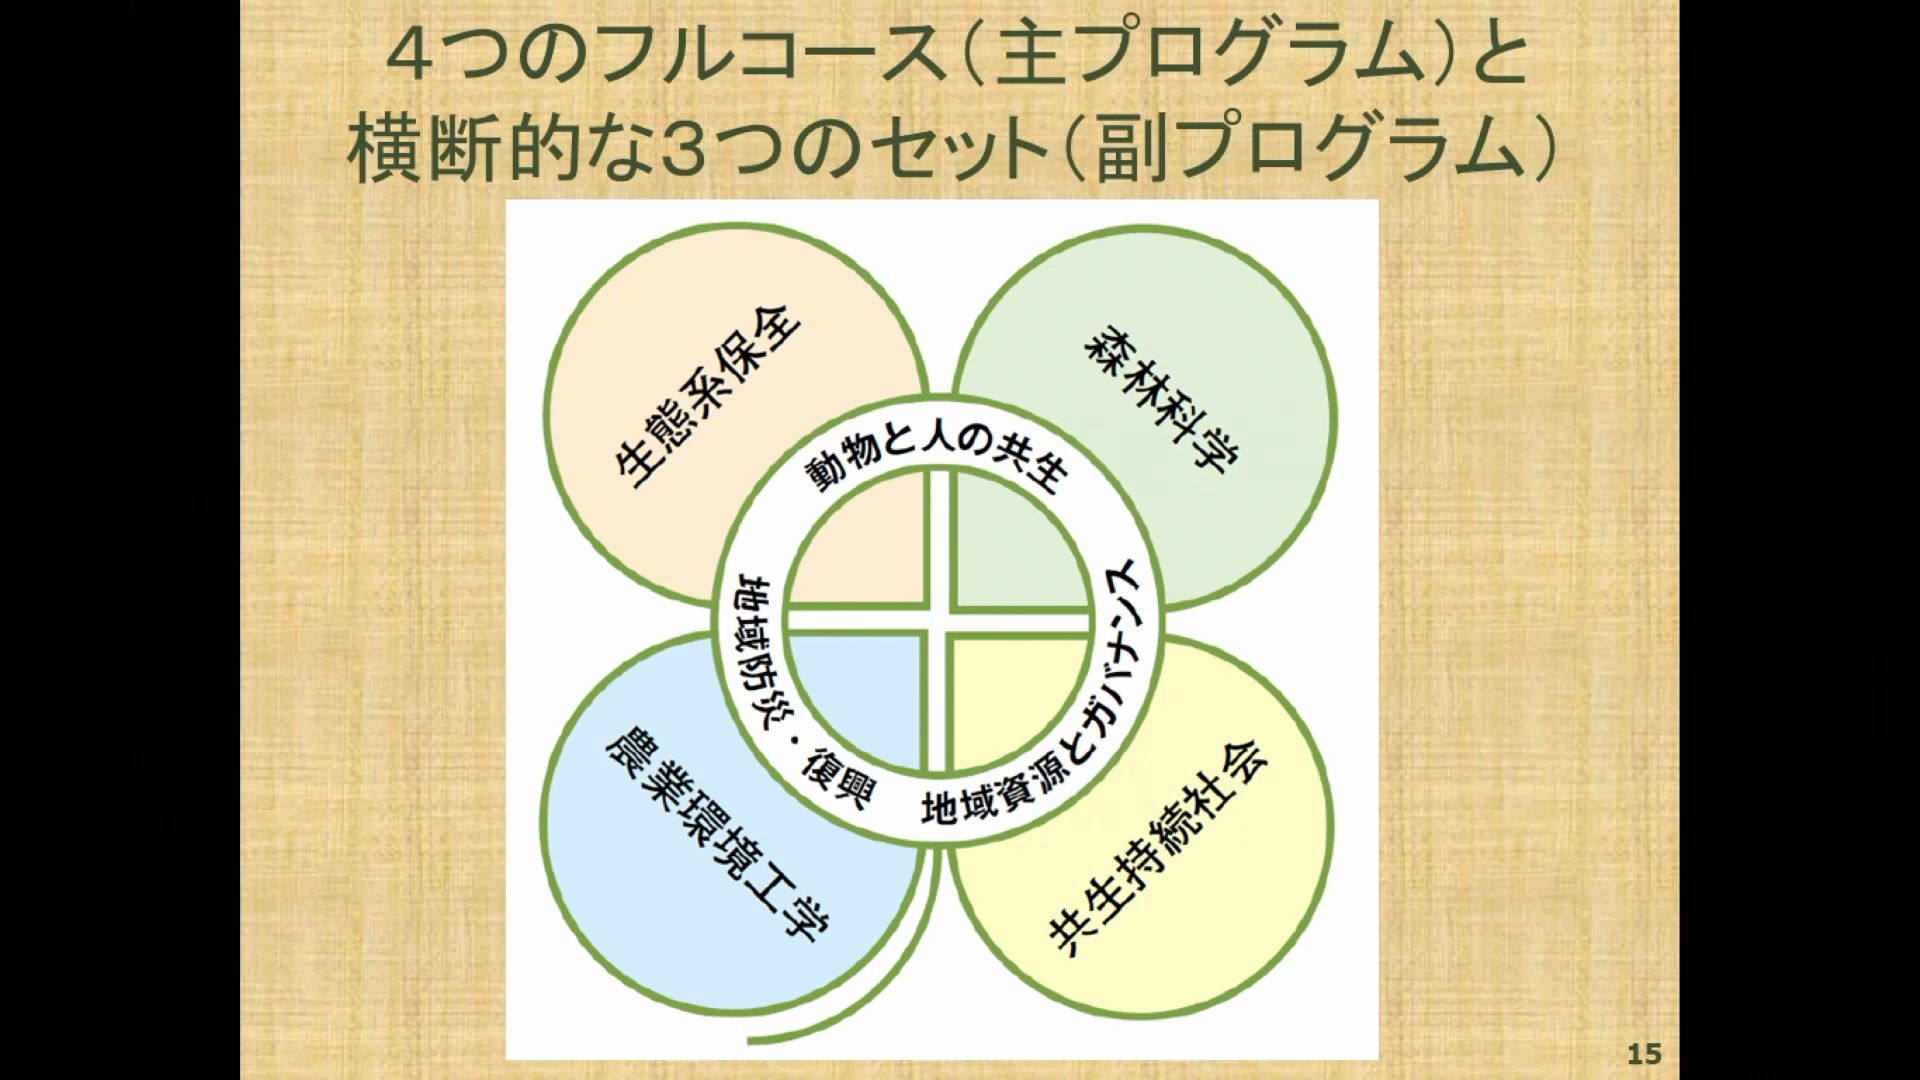 4つのフルコース(主プログラム)と
横断的な3つのセット(副プログラム)
生態系保全
森林科学
動物と人の共生
地域防災・復興
地域資源とガバナンス
農業環境工学
共生持続社会
15